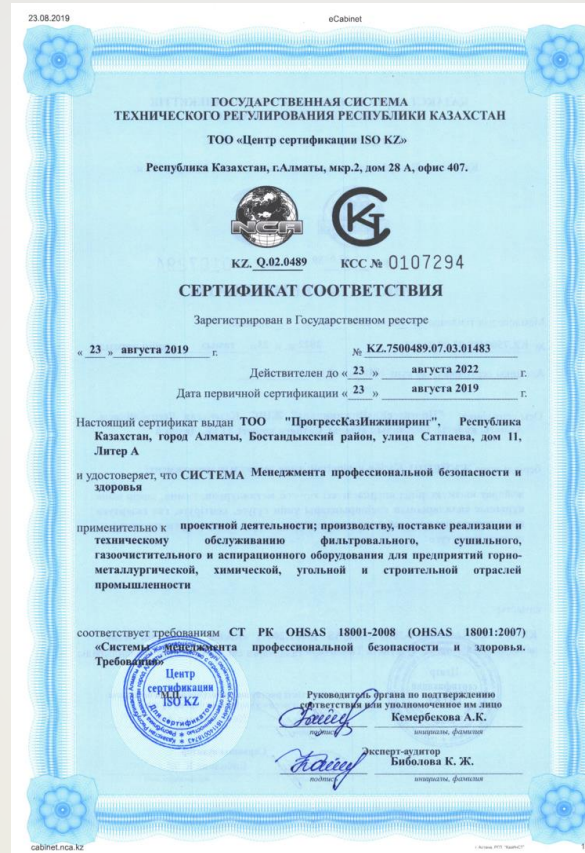 23.08.2019
eCabinet
ГОСУДАРСТВЕННАЯ СИСТЕМА
ТЕХНИЧЕСКОГО РЕГУЛИРОВАНИЯ РЕСПУБЛИКИ КАЗАХСТАН
ТОО «Центр сертификации ISO KZ»
Республика Казахстан, г.Алматы, мкр.2, дом 28 А, офис 407.
NCA
KZ. Q.02.0489
КСС № 0107294
СЕРТИФИКАТ СООТВЕТСТВИЯ
Зарегистрирован в Государственном реестре
« 23 » августа 2019 г.
№ KZ.7500489.07.03.01483
Действителен до « 23 » августа 2022 г.
Дата первичной сертификации « 23 » августа 2019 г.
Настоящий сертификат выдан ТОО "ПрогрессКазИнжиниринг", Республика
Казахстан, город Алматы, Бостандыкский район, улица Сатпаева, дом 11,
Литер А
и удостоверяет, что СИСТЕМА Менеджмента профессиональной безопасности и
здоровья
применительно к проектной деятельности; производству, поставке реализации и
техническому обслуживанию фильтровального, сушильного,
газоочистительного и аспирационного оборудования для предприятий горно-
металлургической, химической, угольной и строительной отраслей
промышленности
соответствует требованиям СТ РК OHSAS 18001-2008 (OHSAS 18001:2007)
«Системы менеджмента профессиональной безопасности и здоровья.
Требования»
Центр
сертификации
ISO KZ
Для сертификатов
М.П.
Руководитель органа по подтверждению
соответствия или уполномоченное им лицо
Кемербекова А.К.
подпись
инициалы, фамилия
Эксперт-аудитор
Биболова К. Ж.
подпись
инициалы, фамилия
cabinet.nca.kz